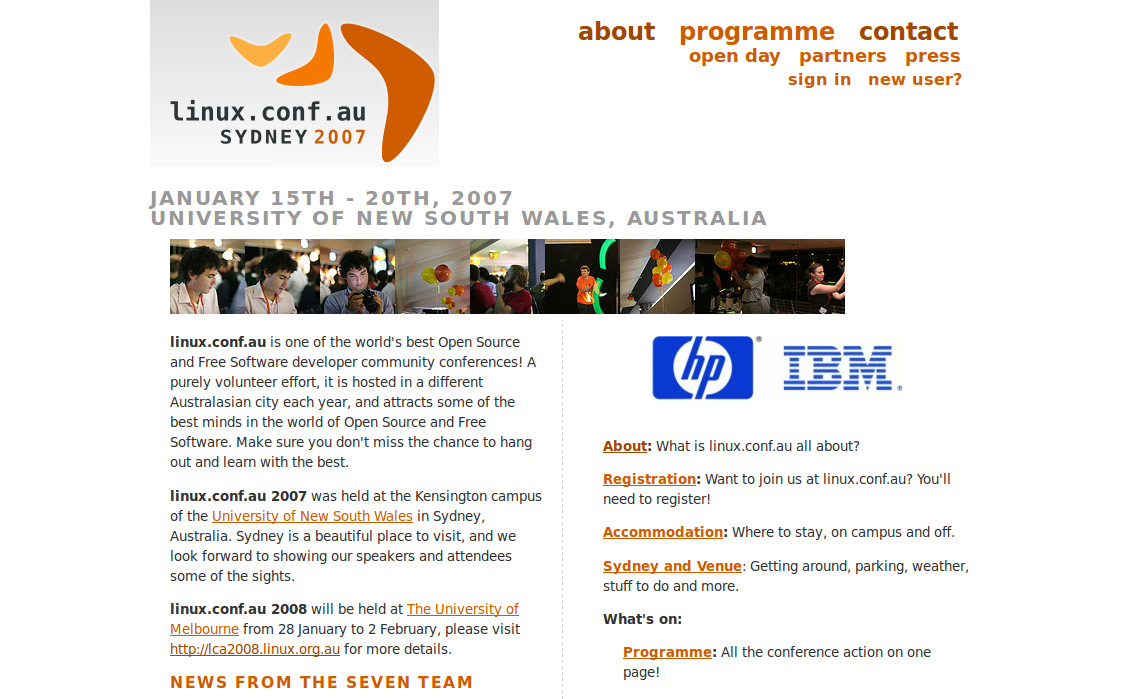 linux.conf.au
SYDNEY 2007
about programme contact
open day partners press
sign in new user?
JANUARY 15TH - 20TH, 2007
UNIVERSITY OF NEW SOUTH WALES, AUSTRALIA
linux.conf.au is one of the world's best Open Source
and Free Software developer community conferences! A
purely volunteer effort, it is hosted in a different
Australasian city each year, and attracts some of the
best minds in the world of Open Source and Free
Software. Make sure you don't miss the chance to hang
out and learn with the best.
linux.conf.au 2007 was held at the Kensington campus
of the University of New South Wales in Sydney,
Australia. Sydney is a beautiful place to visit, and we
look forward to showing our speakers and attendees
some of the sights.
linux.conf.au 2008 will be held at The University of
Melbourne from 28 January to 2 February, please visit
http://lca2008.linux.org.au for more details.
NEWS FROM THE SEVEN TEAM
hp® IBM®
About: What is linux.conf.au all about?
Registration: Want to join us at linux.conf.au? You'll
need to register!
Accommodation: Where to stay, on campus and off.
Sydney and Venue: Getting around, parking, weather,
stuff to do and more.
What's on:
Programme: All the conference action on one
page!